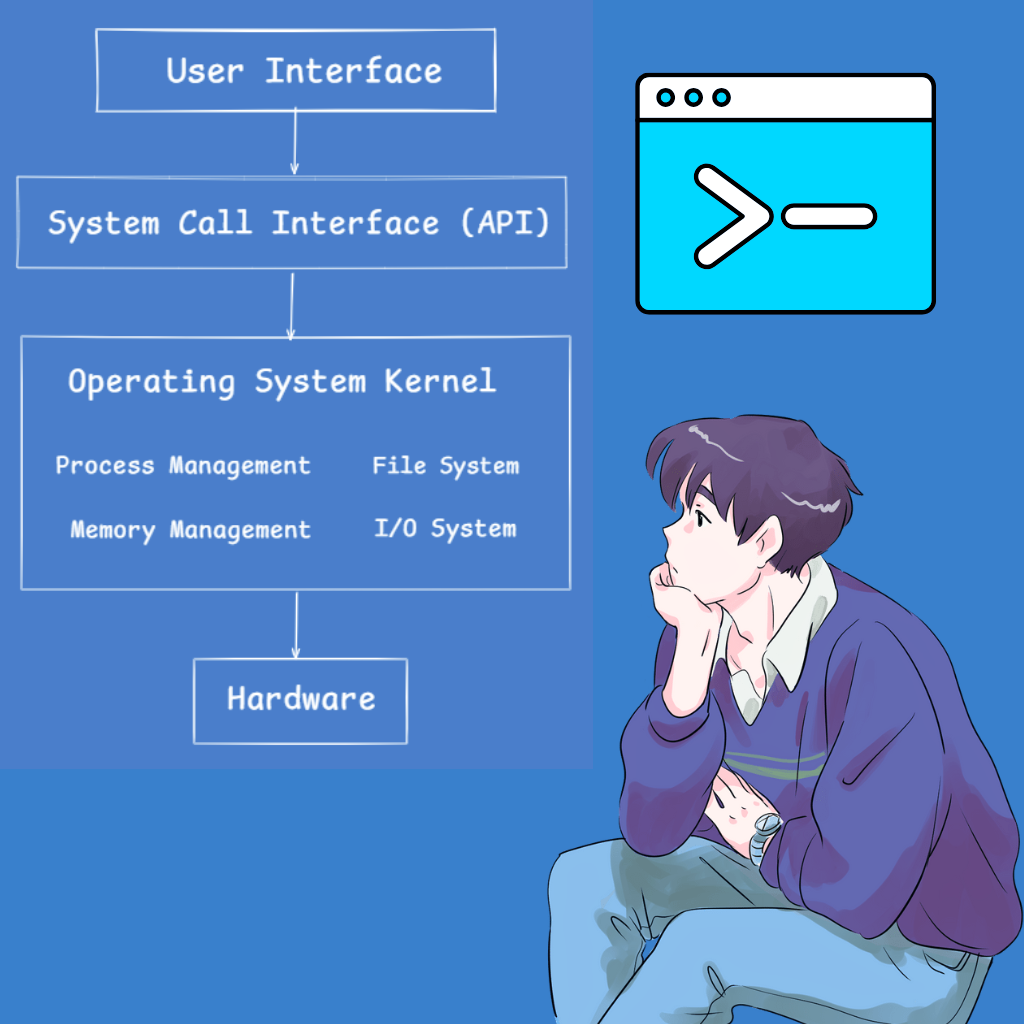 User Interface
System Call Interface (API)
Operating System Kernel
Process Management File System
Memory Management I/O System
Hardware